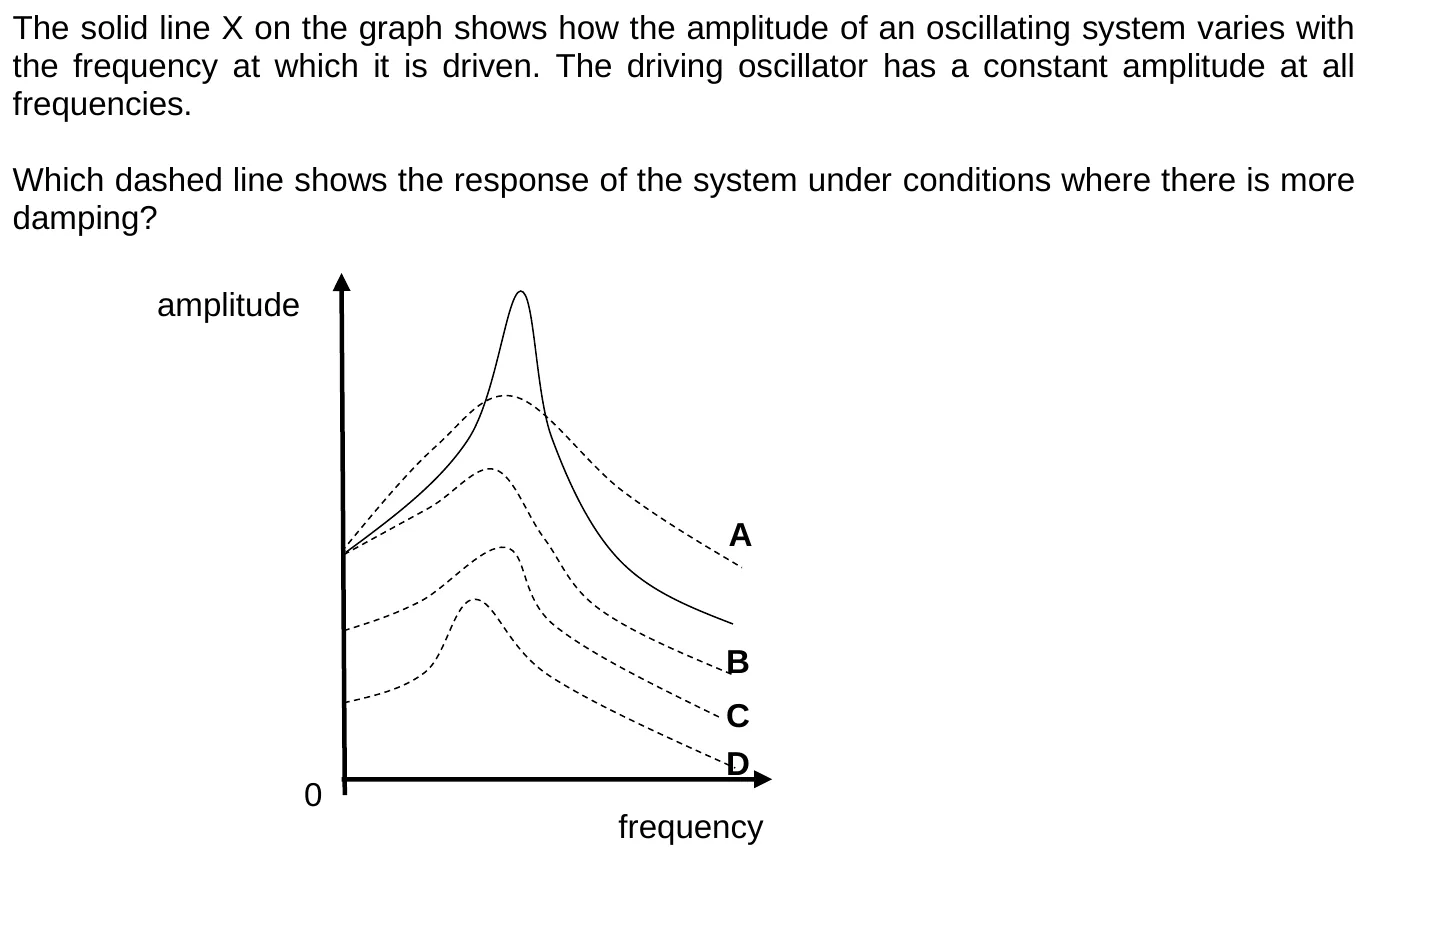 The solid line X on the graph shows how the amplitude of an oscillating system varies with
the frequency at which it is driven. The driving oscillator has a constant amplitude at all
frequencies.
Which dashed line shows the response of the system under conditions where there is more
damping?
amplitude
A
B
C
D
0
frequency